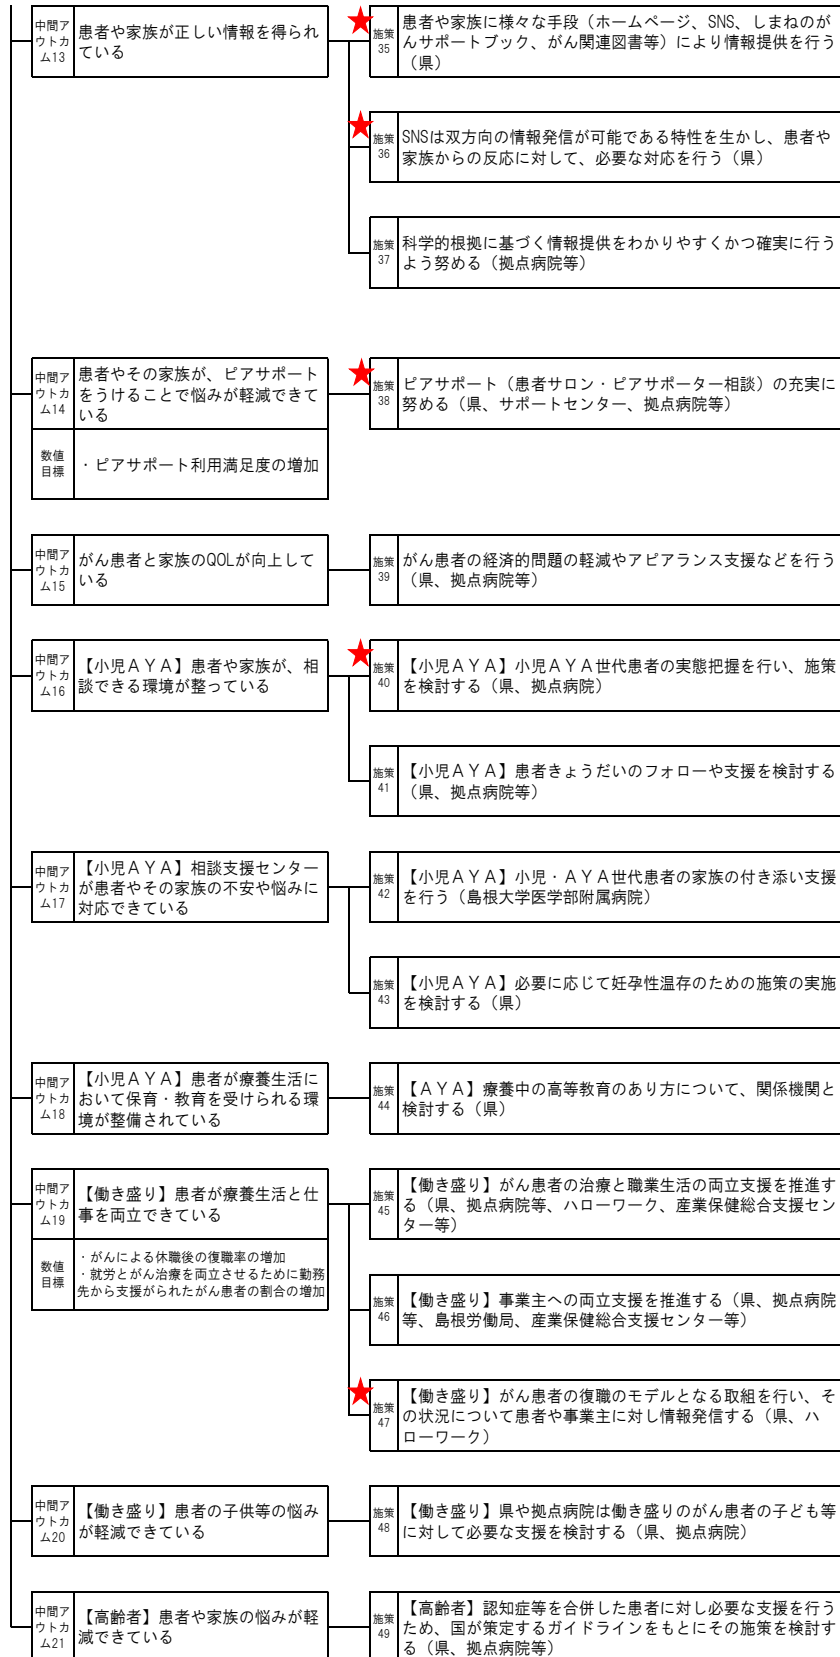 中間ア
ウトカ
ム13
患者や家族が正しい情報を得られ
ている
施策
35
患者や家族に様々な手段（ホームページ、SNS、しまねのが
んサポートブック、がん関連図書等）により情報提供を行う
（県）
施策
36
SNSは双方向の情報発信が可能である特性を生かし、患者や
家族からの反応に対して、必要な対応を行う（県）
施策
37
科学的根拠に基づく情報提供をわかりやすくかつ確実に行う
よう努める（拠点病院等）
中間ア
ウトカ
ム14
患者やその家族が、ピアサポート
をうけることで悩みが軽減できて
いる
数値
目標
・ピアサポート利用満足度の増加
施策
38
ピアサポート（患者サロン・ピアサポーター相談）の充実に
努める（県、サポートセンター、拠点病院等）
中間ア
ウトカ
ム15
がん患者と家族のQOLが向上して
いる
施策
39
がん患者の経済的問題の軽減やアピアランス支援などを行う
（県、拠点病院等）
中間ア
ウトカ
ム16
【小児ＡＹＡ】患者や家族が、相
談できる環境が整っている
施策
40
【小児ＡＹＡ】小児ＡＹＡ世代患者の実態把握を行い、施策
を検討する（県、拠点病院）
施策
41
【小児ＡＹＡ】患者きょうだいのフォローや支援を検討する
（県、拠点病院等）
中間ア
ウトカ
ム17
【小児ＡＹＡ】相談支援センター
が患者やその家族の不安や悩みに
対応できている
施策
42
【小児ＡＹＡ】小児・ＡＹＡ世代患者の家族の付き添い支援
を行う（島根大学医学部附属病院）
施策
43
【小児ＡＹＡ】必要に応じて妊孕性温存のための施策の実施
を検討する（県）
中間ア
ウトカ
ム18
【小児ＡＹＡ】患者が療養生活に
おいて保育・教育を受けられる環
境が整備されている
施策
44
【ＡＹＡ】療養中の高等教育のあり方について、関係機関と
検討する（県）
中間ア
ウトカ
ム19
【働き盛り】患者が療養生活と仕
事を両立できている
数値
目標
・がんによる休職後の復職率の増加
・就労とがん治療を両立させるために勤務
先から支援がられたがん患者の割合の増加
施策
45
【働き盛り】がん患者の治療と職業生活の両立支援を推進す
る（県、拠点病院等、ハローワーク、産業保健総合支援セン
ター等）
施策
46
【働き盛り】事業主への両立支援を推進する（県、拠点病院
等、島根労働局、産業保健総合支援センター等）
施策
47
【働き盛り】がん患者の復職のモデルとなる取組を行い、そ
の状況について患者や事業主に対し情報発信する（県、ハ
ローワーク）
中間ア
ウトカ
ム20
【働き盛り】患者の子供等の悩み
が軽減できている
施策
48
【働き盛り】県や拠点病院は働き盛りのがん患者の子ども等
に対して必要な支援を検討する（県、拠点病院）
中間ア
ウトカ
ム21
【高齢者】患者や家族の悩みが軽
減できている
施策
49
【高齢者】認知症等を合併した患者に対し必要な支援を行う
ため、国が策定するガイドラインをもとにその施策を検討す
る（県、拠点病院等）